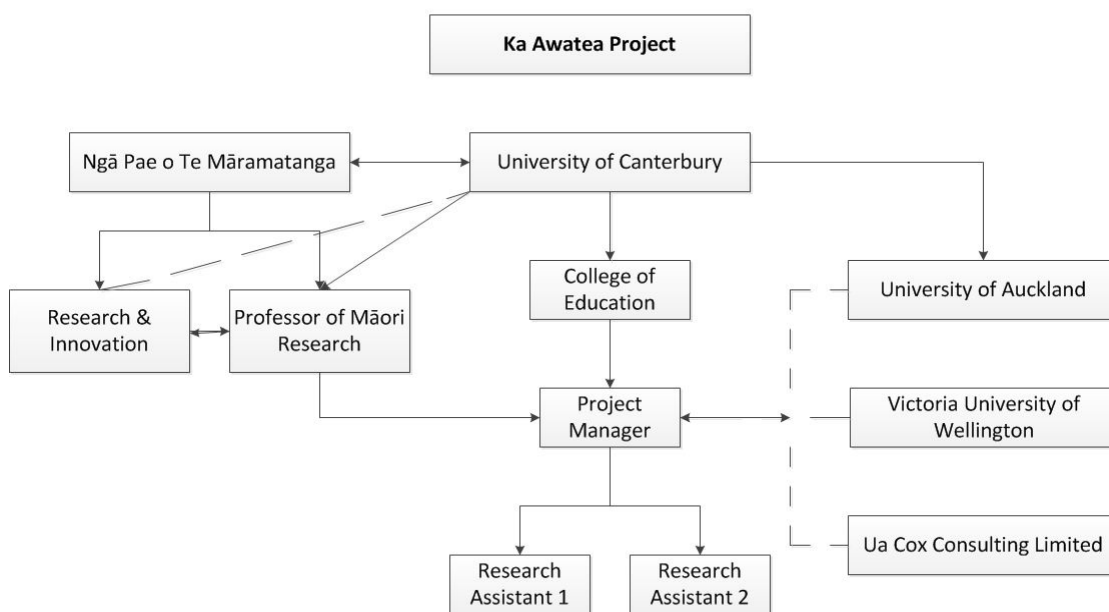 Ka Awatea Project
Ngā Pae o Te Māramatanga
University of Canterbury
Research &
Innovation
Professor of Māori
Research
College of
Education
University of Auckland
Project
Manager
Victoria University of
Wellington
Ua Cox Consulting Limited
Research
Assistant 1
Research
Assistant 2